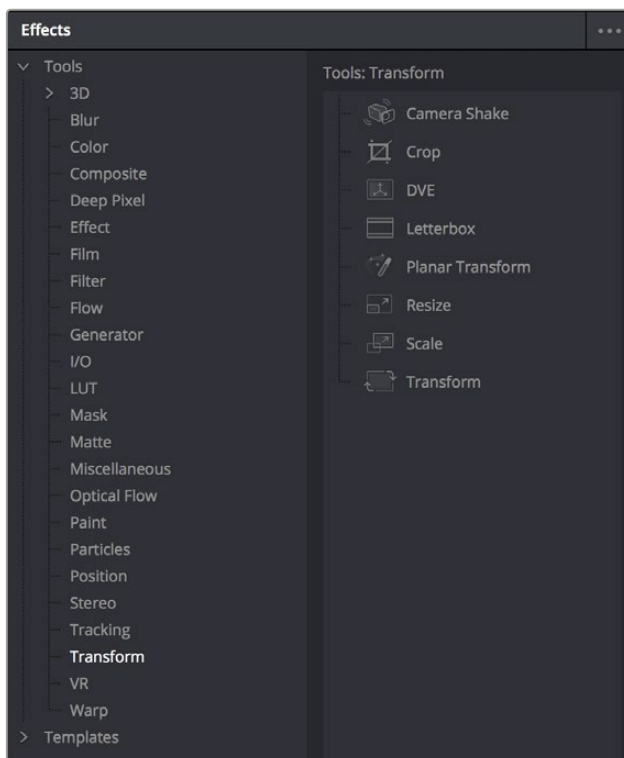 Effects
Tools
3D
Blur
Color
Composite
Deep Pixel
Effect
Film
Filter
Flow
Generator
I/O
LUT
Mask
Matte
Miscellaneous
Optical Flow
Paint
Particles
Position
Stereo
Tracking
Transform
VR
Warp
Templates
Tools: Transform
Camera Shake
Crop
DVE
Letterbox
Planar Transform
Resize
Scale
Transform